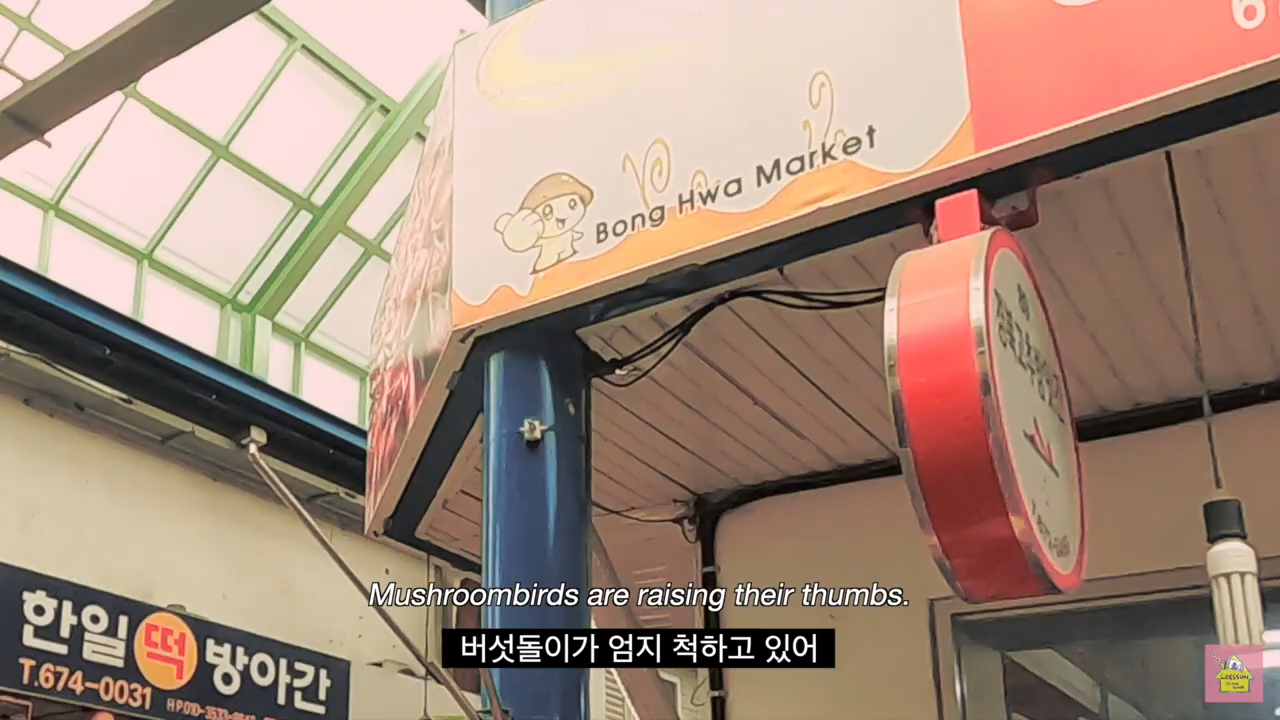 6
Bong Hwa Market
Mushroombirds are raising their thumbs.
버섯돌이가 엄지 척하고 있어
한일떡방아간
T.674-0031